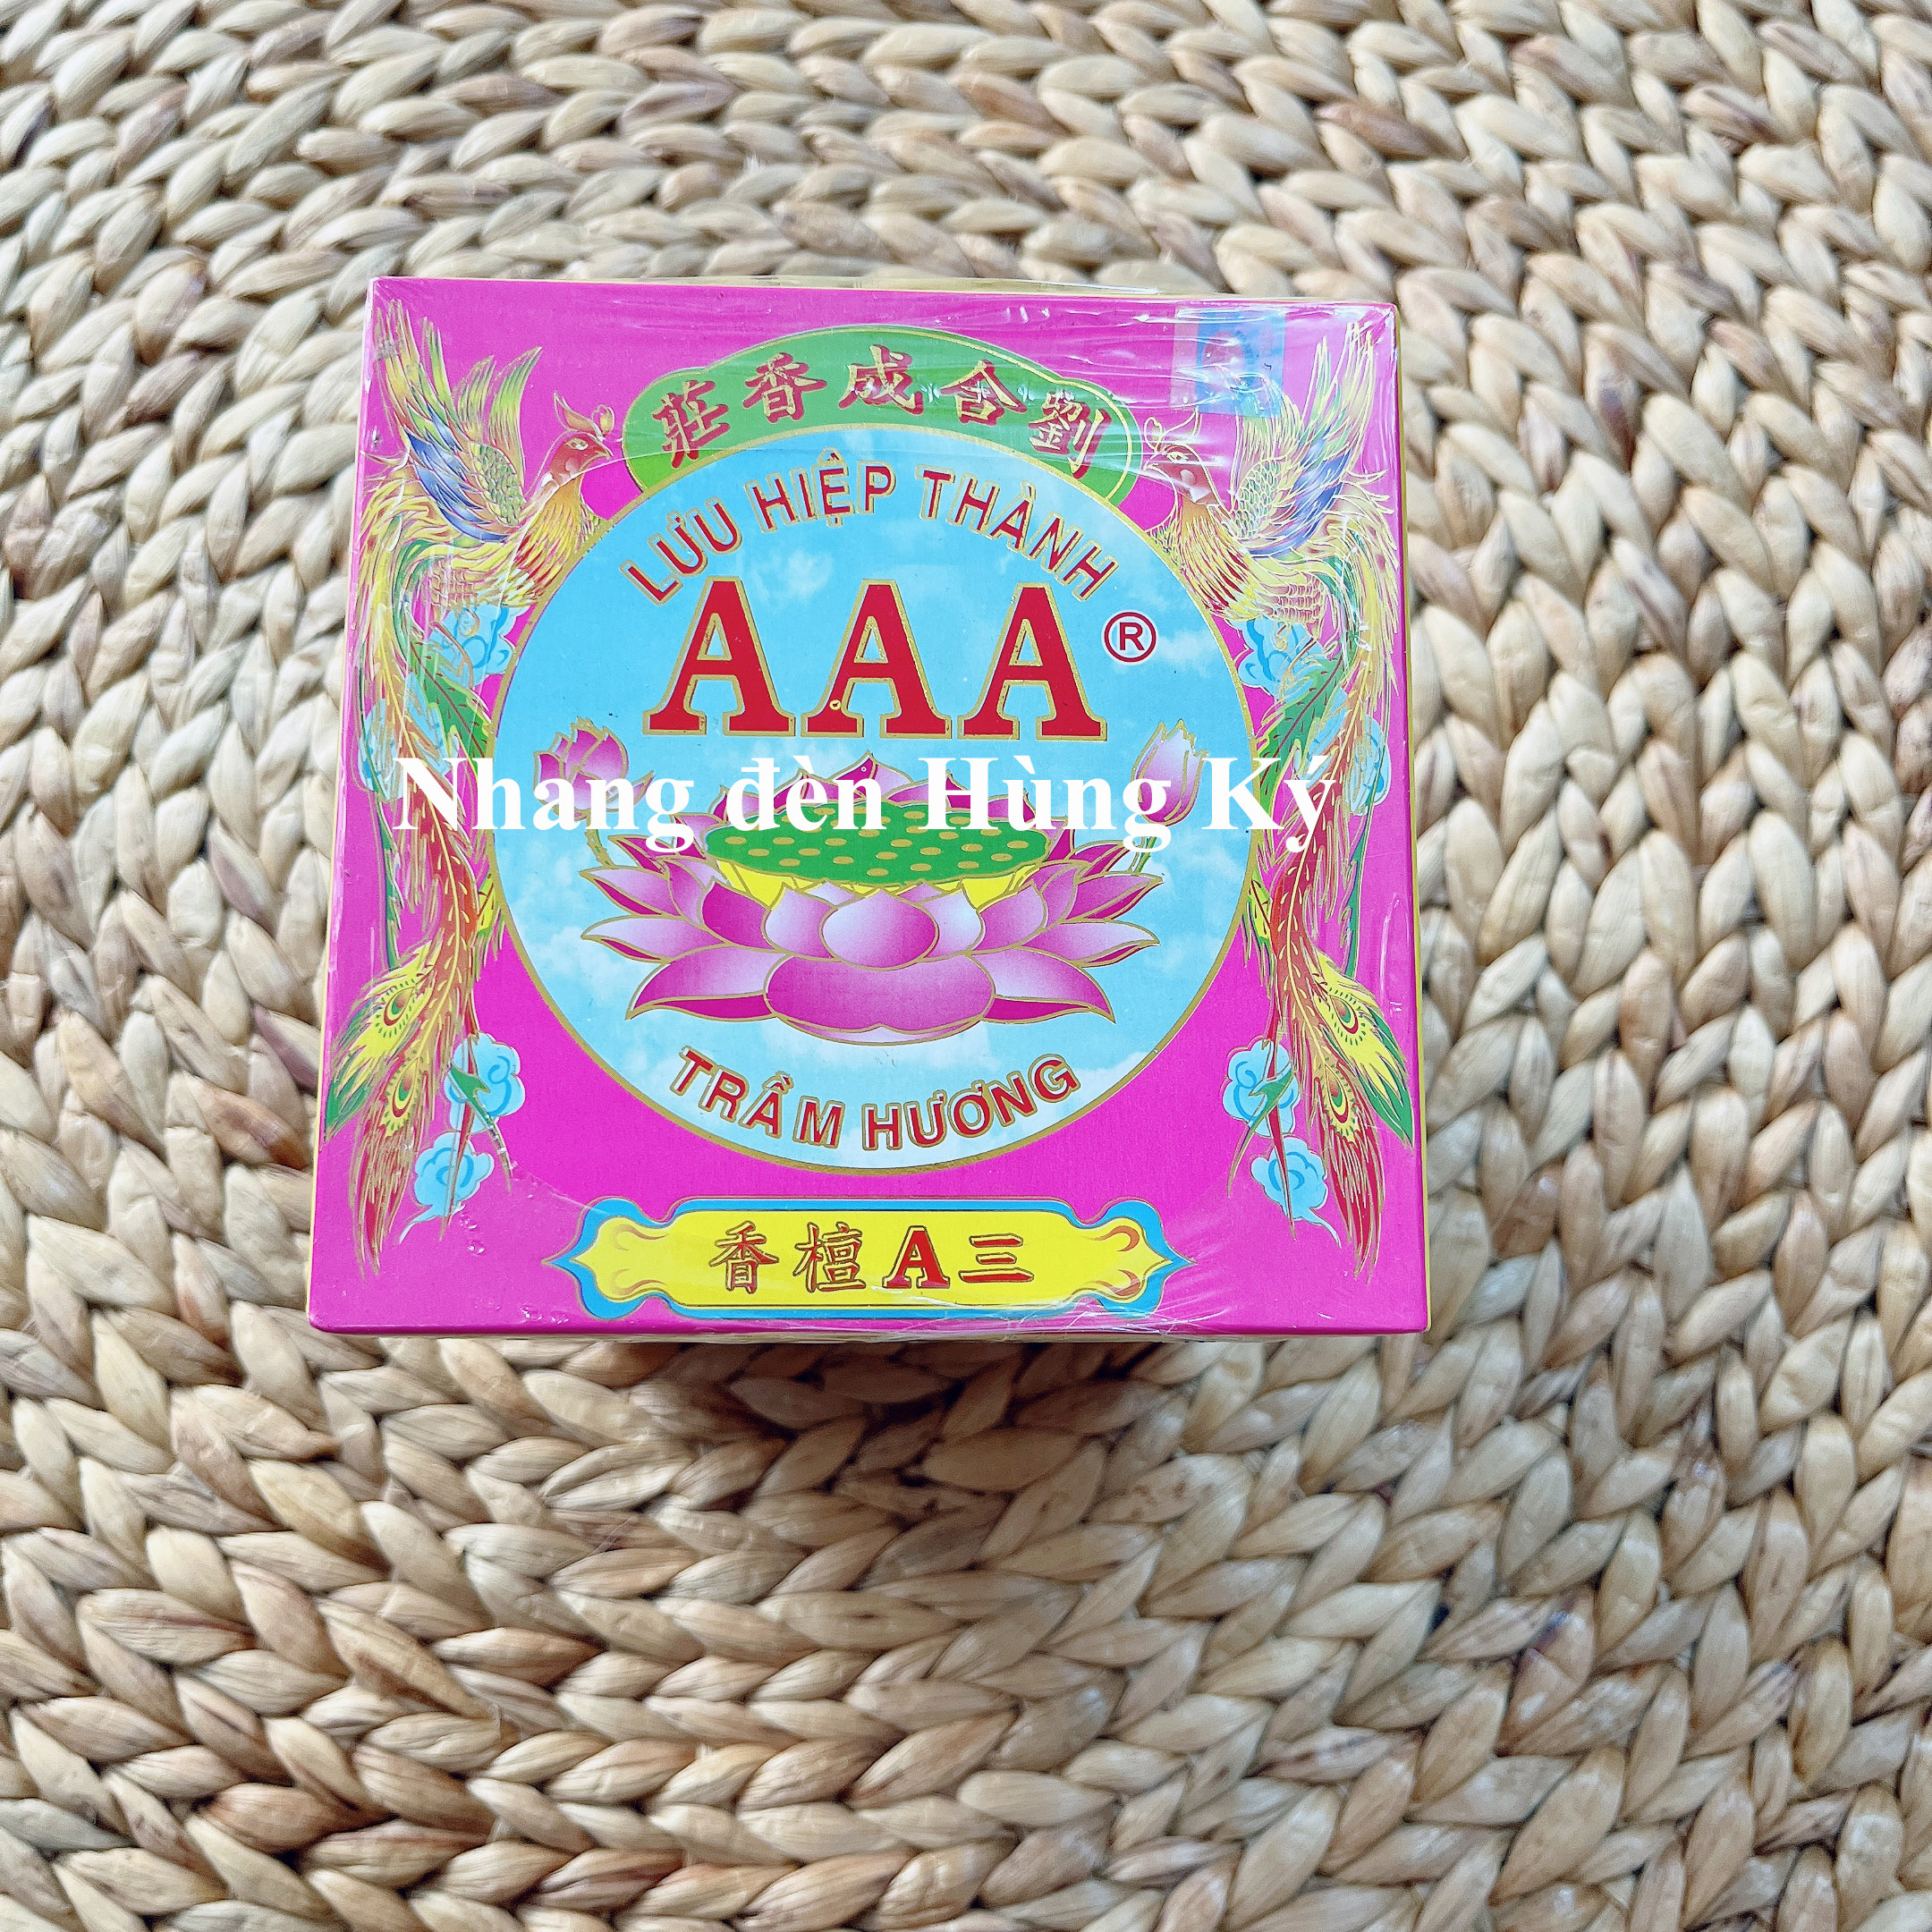 莊香成合劉
LƯU HIỆP THÀNH
AAA®
Nhang đèn Hùng Ký
TRẦM HƯƠNG
香檀A三